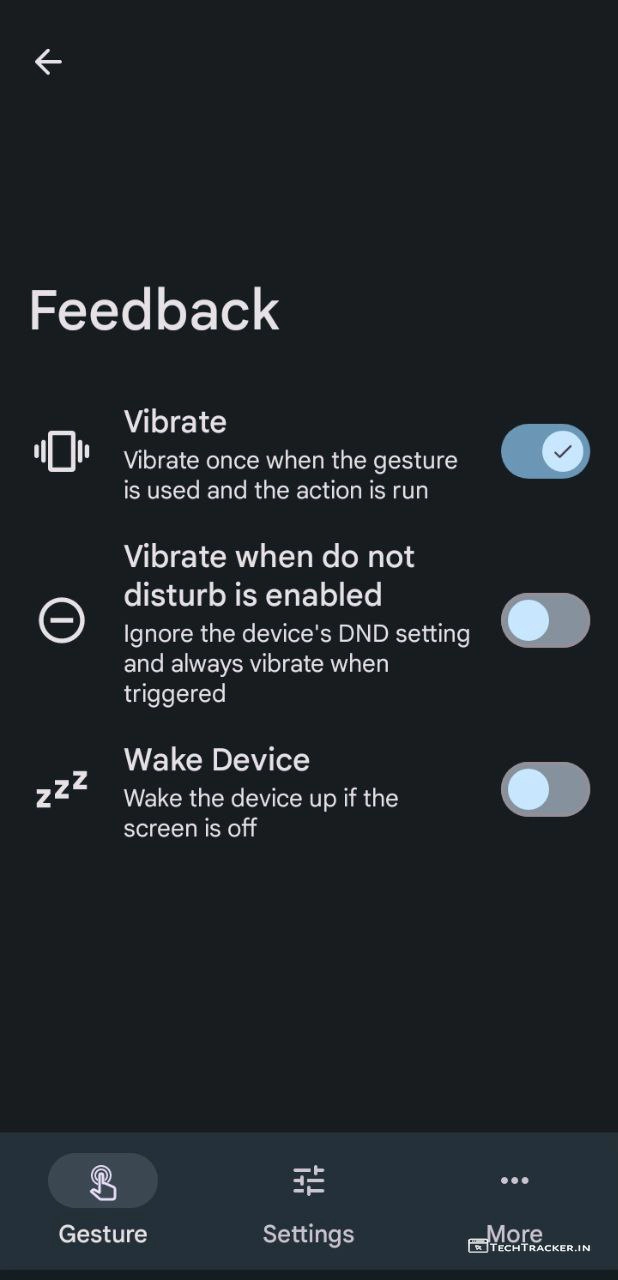 Feedback
Vibrate
Vibrate once when the gesture
is used and the action is run
Vibrate when do not
disturb is enabled
Ignore the device's DND setting
and always vibrate when
triggered
zzz
Wake Device
Wake the device up if the
screen is off
Gesture
Settings
More
TECHTRACKER.IN